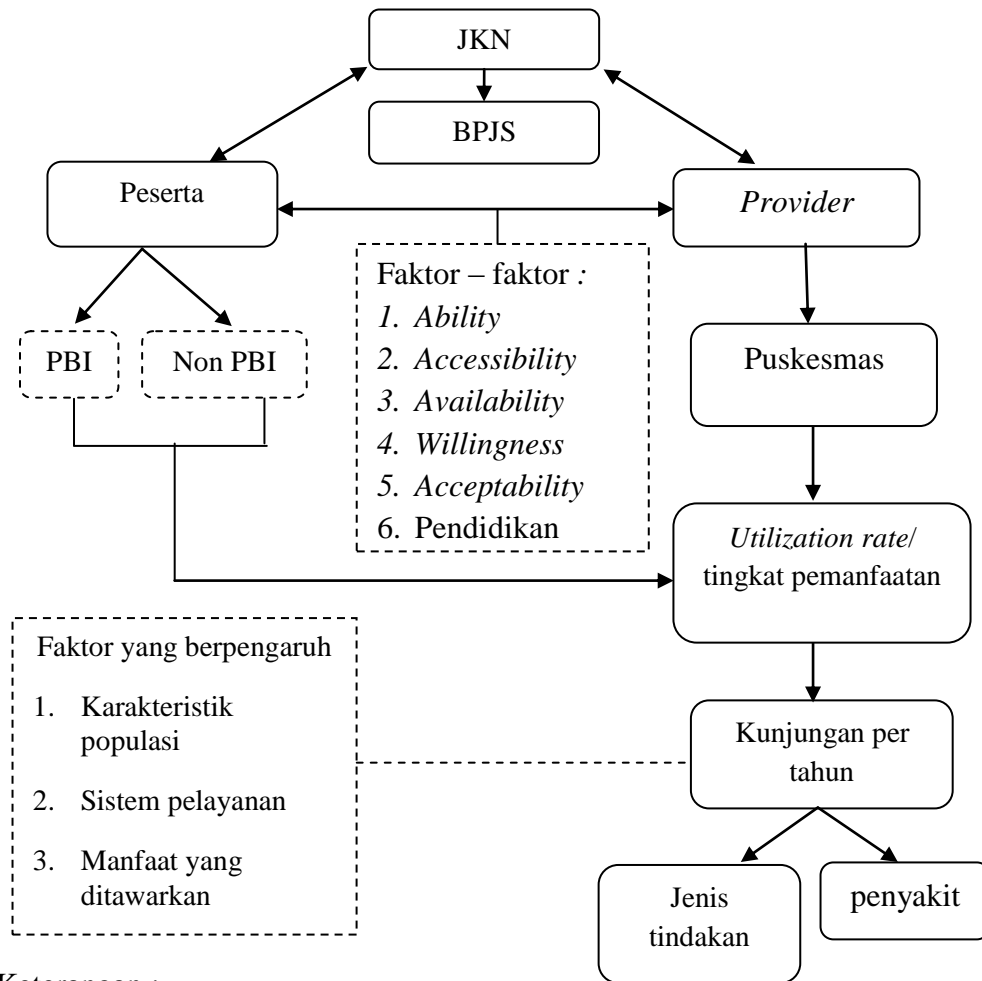 JKN
BPJS
Peserta
Provider
Faktor – faktor :
1. Ability
2. Accessibility
3. Availability
4. Willingness
5. Acceptability
6. Pendidikan
PBI
Non PBI
Puskesmas
Utilization rate/
tingkat pemanfaatan
Faktor yang berpengaruh
1. Karakteristik
populasi
2. Sistem pelayanan
3. Manfaat yang
ditawarkan
Kunjungan per
tahun
Jenis
tindakan
penyakit